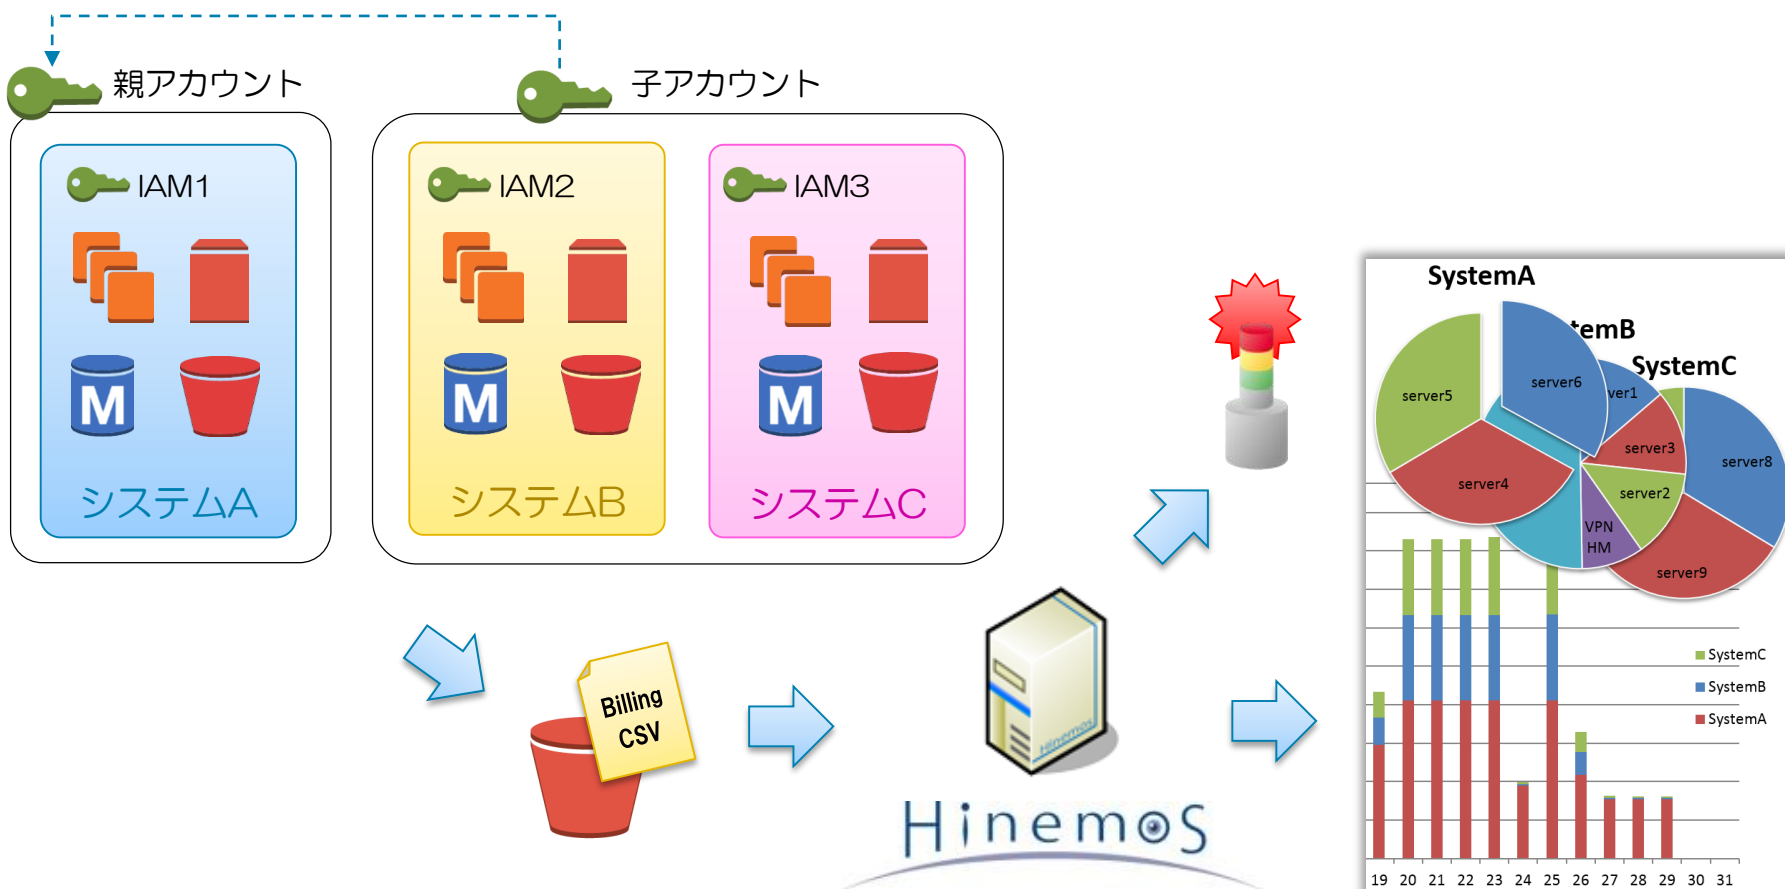 親アカウント
子アカウント
IAM1
IAM2
IAM3
M
M
M
システムA
システムB
システムC
Billing
CSV
Hinemos
Hinemos
SystemA
temB
SystemC
server5
server6
ver1
server3
server8
server4
server2
VPN
HM
server9
SystemC
SystemB
SystemA
19 20 21 22 23 24 25 26 27 28 29 30 31